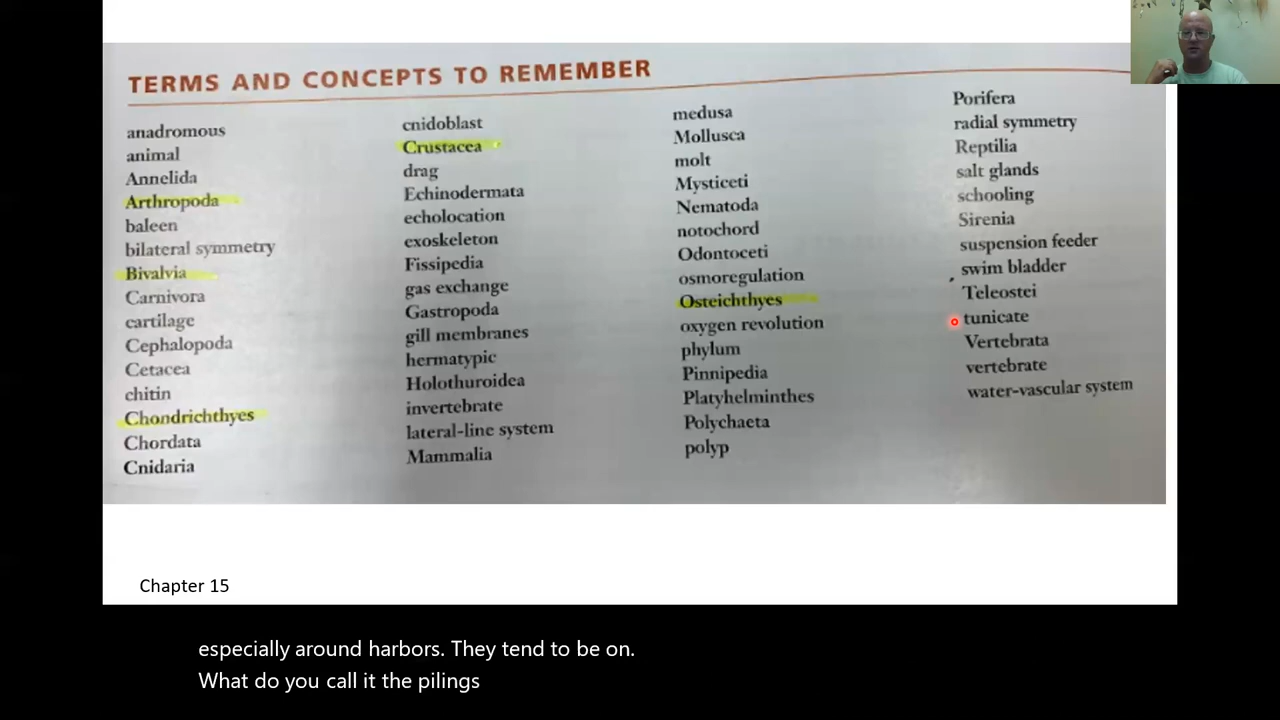 TERMS AND CONCEPTS TO REMEMBER
anadromous
animal
Annelida
Arthropoda
baleen
bilateral symmetry
Bivalvia
Carnivora
cartilage
Cephalopoda
Cetacea
chitin
Chondrichthyes
Chordata
Cnidaria
cnidoblast
Crustacea
drag
Echinodermata
echolocation
exoskeleton
Fissipedia
gas exchange
Gastropoda
gill membranes
hermatypic
Holothuroidea
invertebrate
lateral-line system
Mammalia
medusa
Mollusca
molt
Mysticeti
Nematoda
notochord
Odontoceti
osmoregulation
Osteichthyes
oxygen revolution
phylum
Pinnipedia
Platyhelminthes
Polychaeta
polyp
Porifera
radial symmetry
Reptilia
salt glands
schooling
Sirenia
suspension feeder
swim bladder
Teleostei
tunicate
Vertebrata
vertebrate
water-vascular system
Chapter 15
especially around harbors. They tend to be on.
What do you call it the pilings